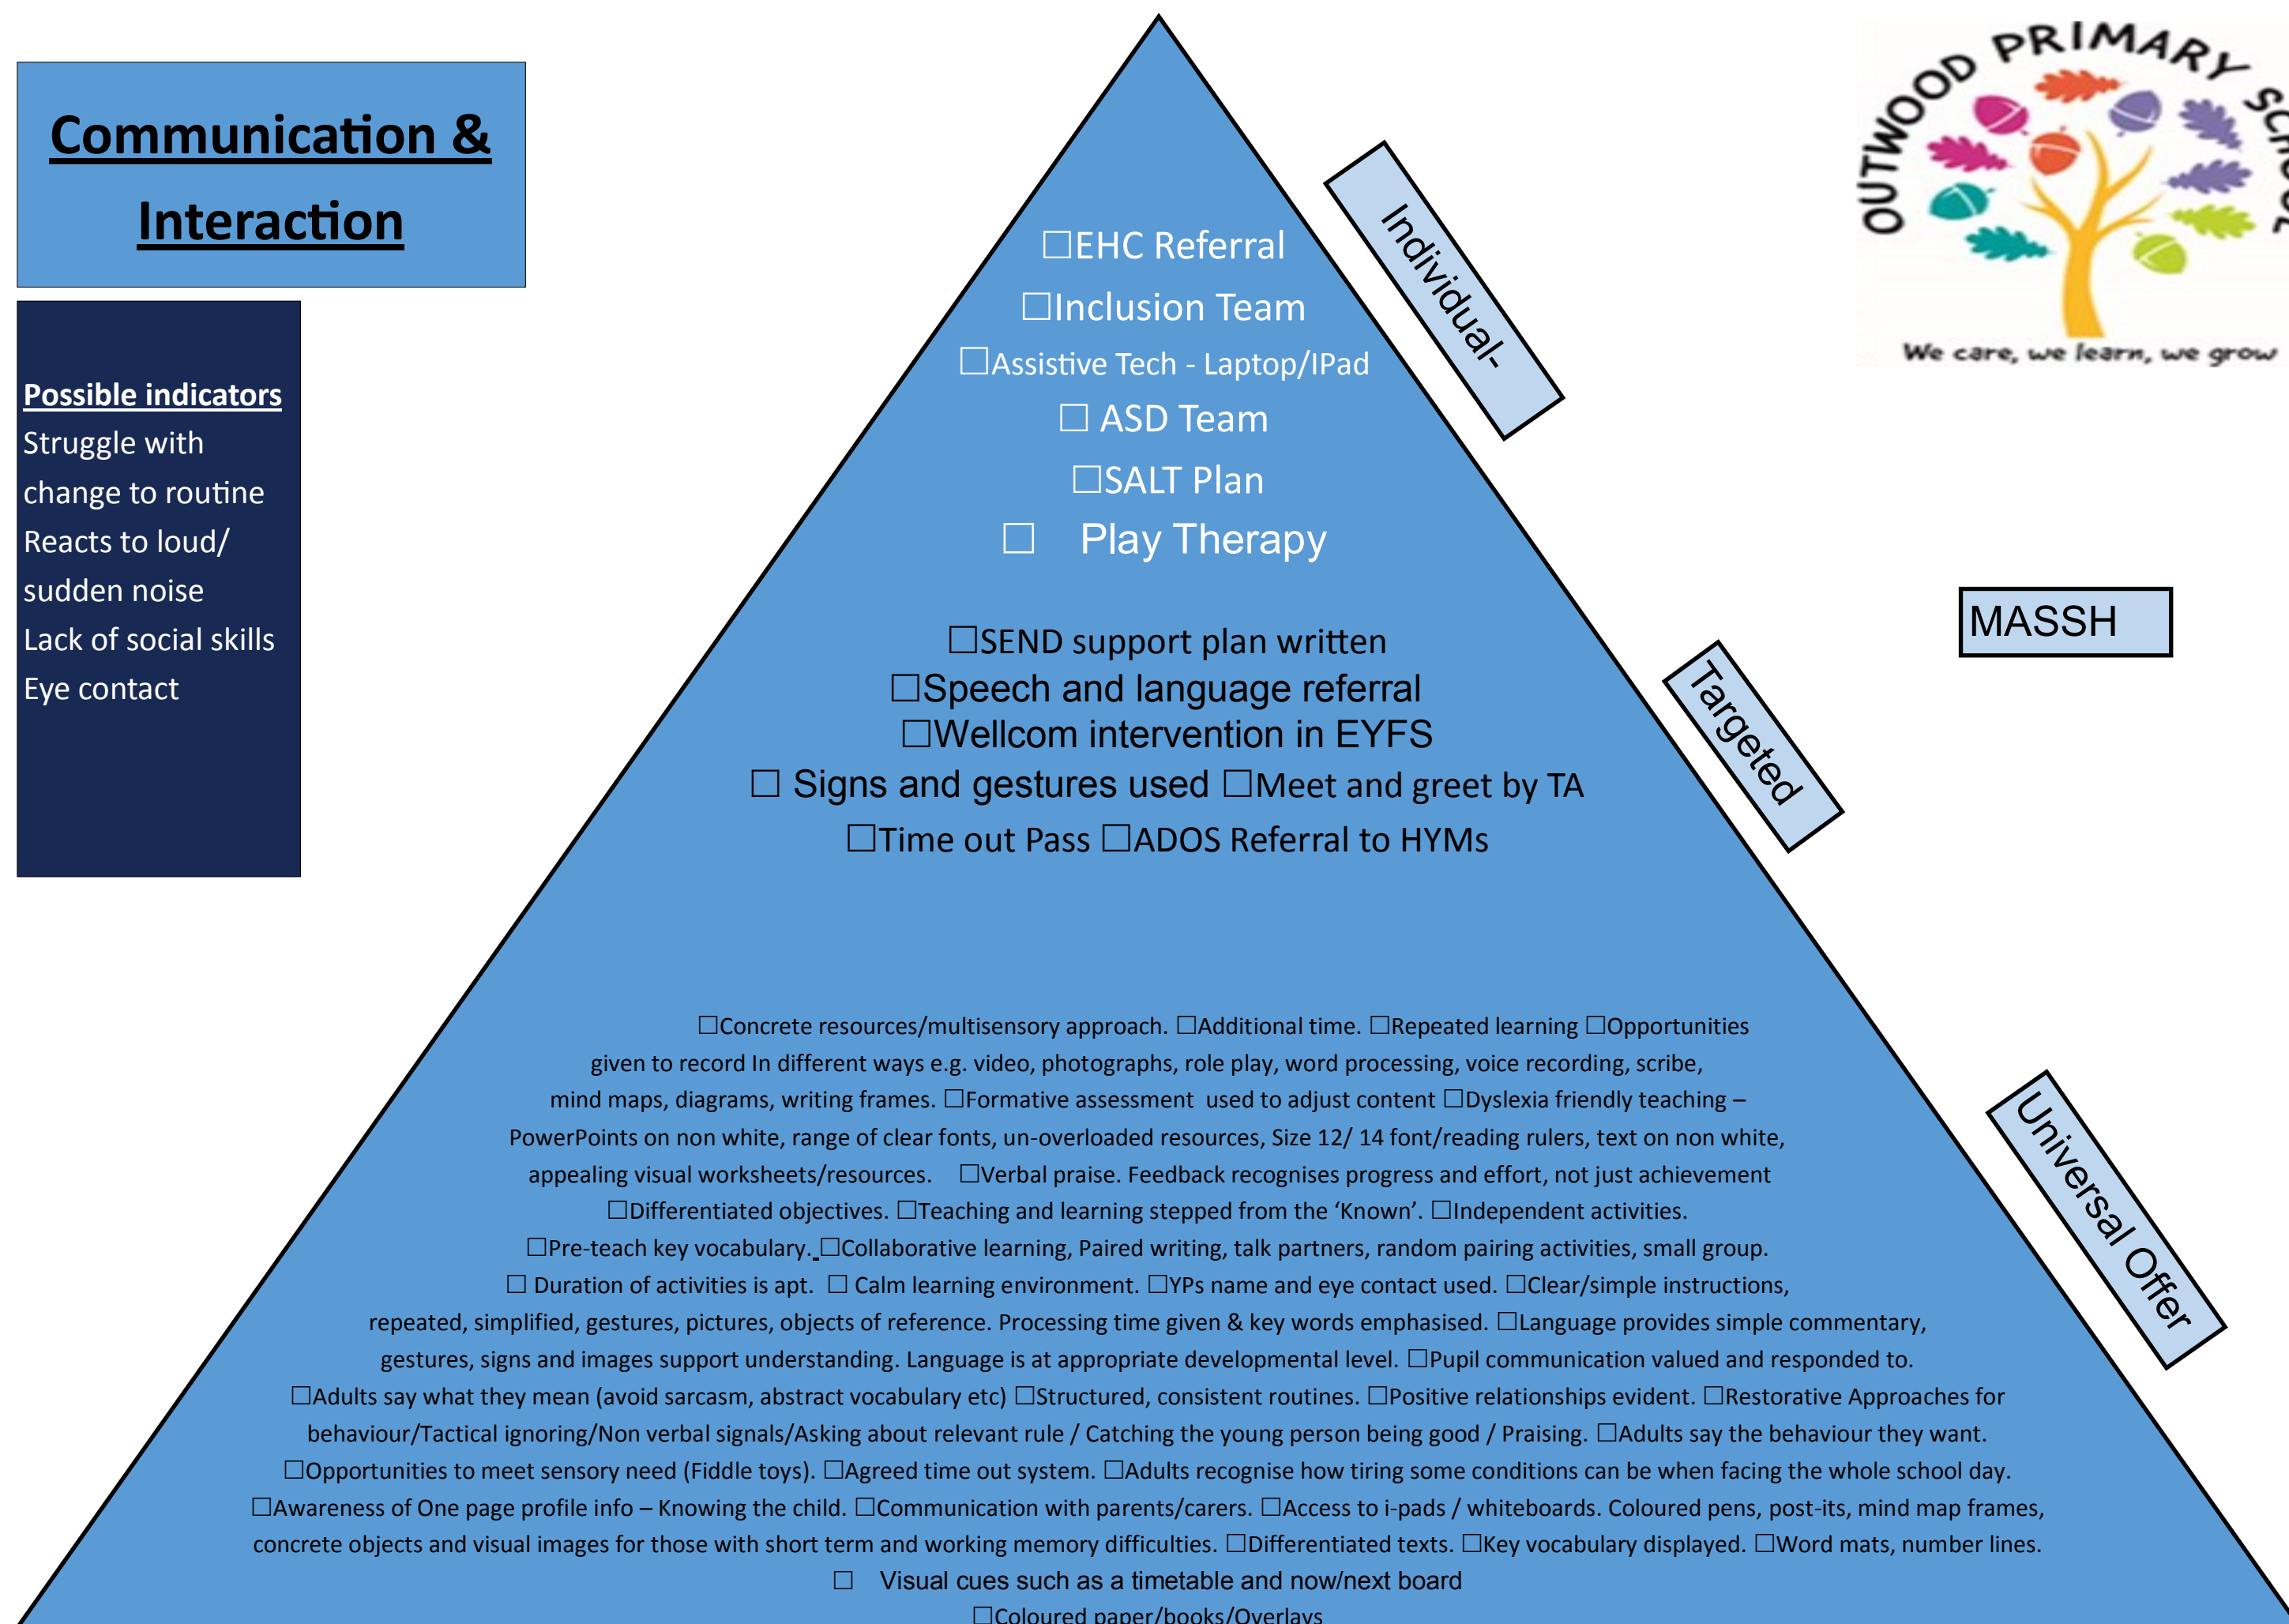 Communication &
Interaction
OUTWOOD PRIMARY SCHOOL
We care, we learn, we grow
Possible indicators
Struggle with
change to routine
Reacts to loud/
sudden noise
Lack of social skills
Eye contact
Individual-
☐EHC Referral
☐Inclusion Team
☐Assistive Tech - Laptop/IPad
☐ ASD Team
☐SALT Plan
☐ Play Therapy
MASSH
Targeted
☐SEND support plan written
☐Speech and language referral
☐Wellcom intervention in EYFS
☐ Signs and gestures used ☐Meet and greet by TA
☐Time out Pass ☐ADOS Referral to HYMs
Universal Offer
☐Concrete resources/multisensory approach. ☐Additional time. ☐Repeated learning ☐Opportunities
given to record In different ways e.g. video, photographs, role play, word processing, voice recording, scribe,
mind maps, diagrams, writing frames. ☐Formative assessment used to adjust content ☐Dyslexia friendly teaching –
PowerPoints on non white, range of clear fonts, un-overloaded resources, Size 12/ 14 font/reading rulers, text on non white,
appealing visual worksheets/resources. ☐Verbal praise. Feedback recognises progress and effort, not just achievement
☐Differentiated objectives. ☐Teaching and learning stepped from the ‘Known’. ☐Independent activities.
☐Pre-teach key vocabulary. ☐Collaborative learning, Paired writing, talk partners, random pairing activities, small group.
☐ Duration of activities is apt. ☐ Calm learning environment. ☐YPs name and eye contact used. ☐Clear/simple instructions,
repeated, simplified, gestures, pictures, objects of reference. Processing time given & key words emphasised. ☐Language provides simple commentary,
gestures, signs and images support understanding. Language is at appropriate developmental level. ☐Pupil communication valued and responded to.
☐Adults say what they mean (avoid sarcasm, abstract vocabulary etc) ☐Structured, consistent routines. ☐Positive relationships evident. ☐Restorative Approaches for
behaviour/Tactical ignoring/Non verbal signals/Asking about relevant rule / Catching the young person being good / Praising. ☐Adults say the behaviour they want.
☐Opportunities to meet sensory need (Fiddle toys). ☐Agreed time out system. ☐Adults recognise how tiring some conditions can be when facing the whole school day.
☐Awareness of One page profile info – Knowing the child. ☐Communication with parents/carers. ☐Access to i-pads / whiteboards. Coloured pens, post-its, mind map frames,
concrete objects and visual images for those with short term and working memory difficulties. ☐Differentiated texts. ☐Key vocabulary displayed. ☐Word mats, number lines.
☐ Visual cues such as a timetable and now/next board
☐Coloured paper/books/Overlays